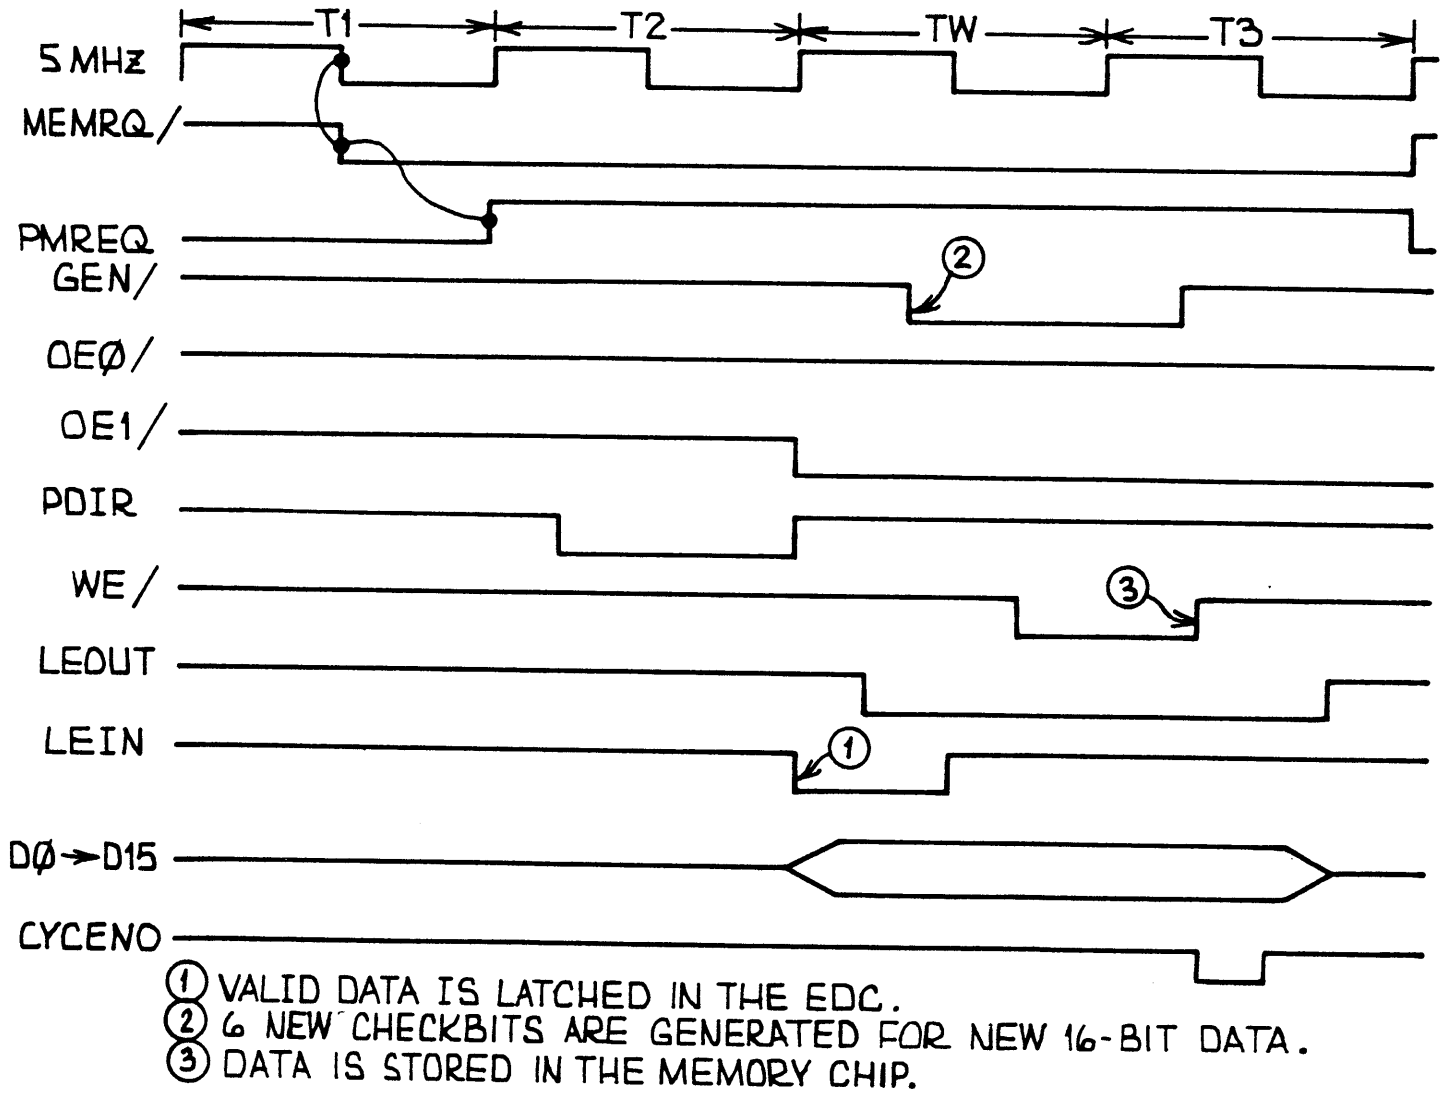 T1 T2 TW T3
5 MHZ
MEMRQ/
PMREQ
GEN/
②
OEØ/
OE1/
PDIR
WE/
③
LEOUT
LEIN
①
DØ→D15
CYCENO
① VALID DATA IS LATCHED IN THE EDC.
② 6 NEW CHECKBITS ARE GENERATED FOR NEW 16-BIT DATA.
③ DATA IS STORED IN THE MEMORY CHIP.